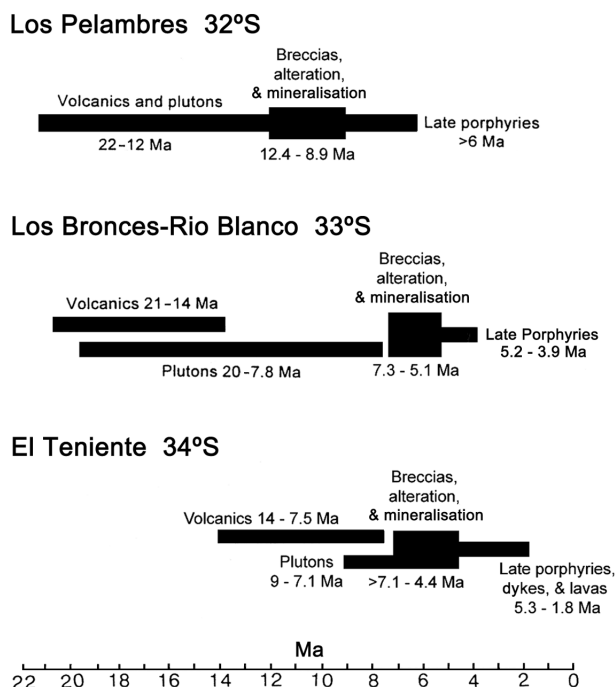 Los Pelambres 32ºS
Breccias,
alteration,
& mineralisation
Volcanics and plutons
22-12 Ma
12.4 - 8.9 Ma
Late porphyries
>6 Ma
Los Bronces-Rio Blanco 33ºS
Breccias,
alteration,
& mineralisation
Volcanics 21-14 Ma
Plutons 20-7.8 Ma
7.3 - 5.1 Ma
Late Porphyries
5.2 - 3.9 Ma
El Teniente 34ºS
Breccias,
alteration,
& mineralisation
Volcanics 14 - 7.5 Ma
Plutons
9 - 7.1 Ma
>7.1 - 4.4 Ma
Late porphyries,
dykes, & lavas
5.3 - 1.8 Ma
Ma
22 20 18 16 14 12 10 8 6 4 2 0